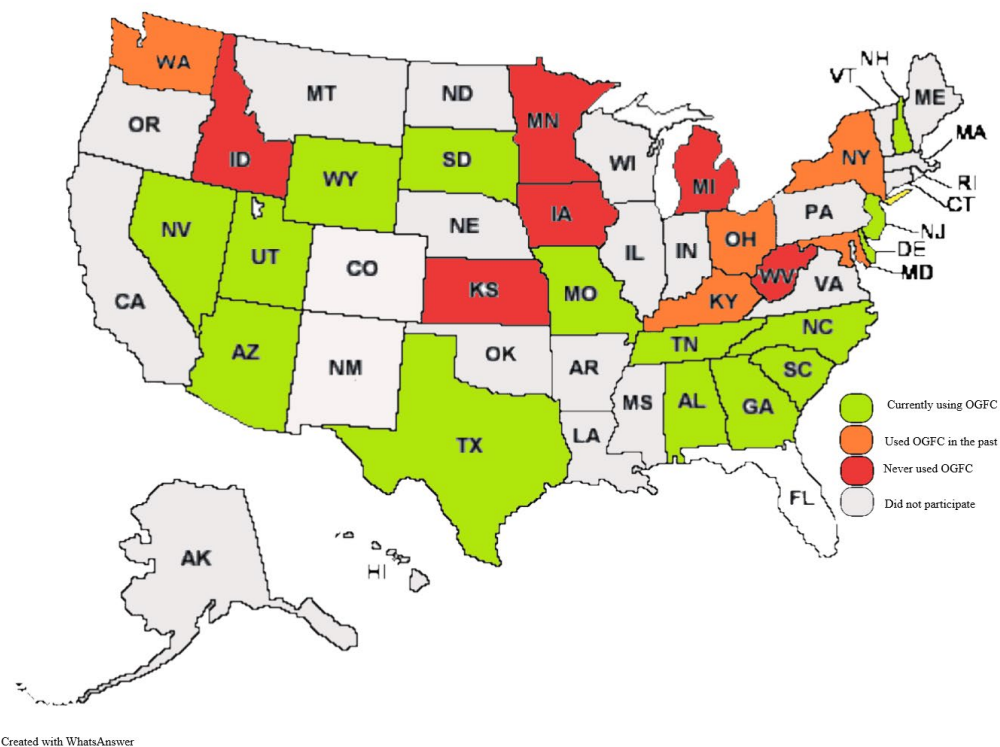 WA
MT
ND
MN
OR
ID
WY
SD
WI
MI
NY
VT
NH
ME
MA
RI
CT
NJ
DE
MD
PA
NV
UT
CO
NE
IA
IL
IN
OH
WV
VA
CA
KS
MO
KY
AZ
NM
OK
AR
TN
NC
SC
TX
LA
MS
AL
GA
FL
AK
HI
Currently using OGFC
Used OGFC in the past
Never used OGFC
Did not participate
Created with WhatsAnswer